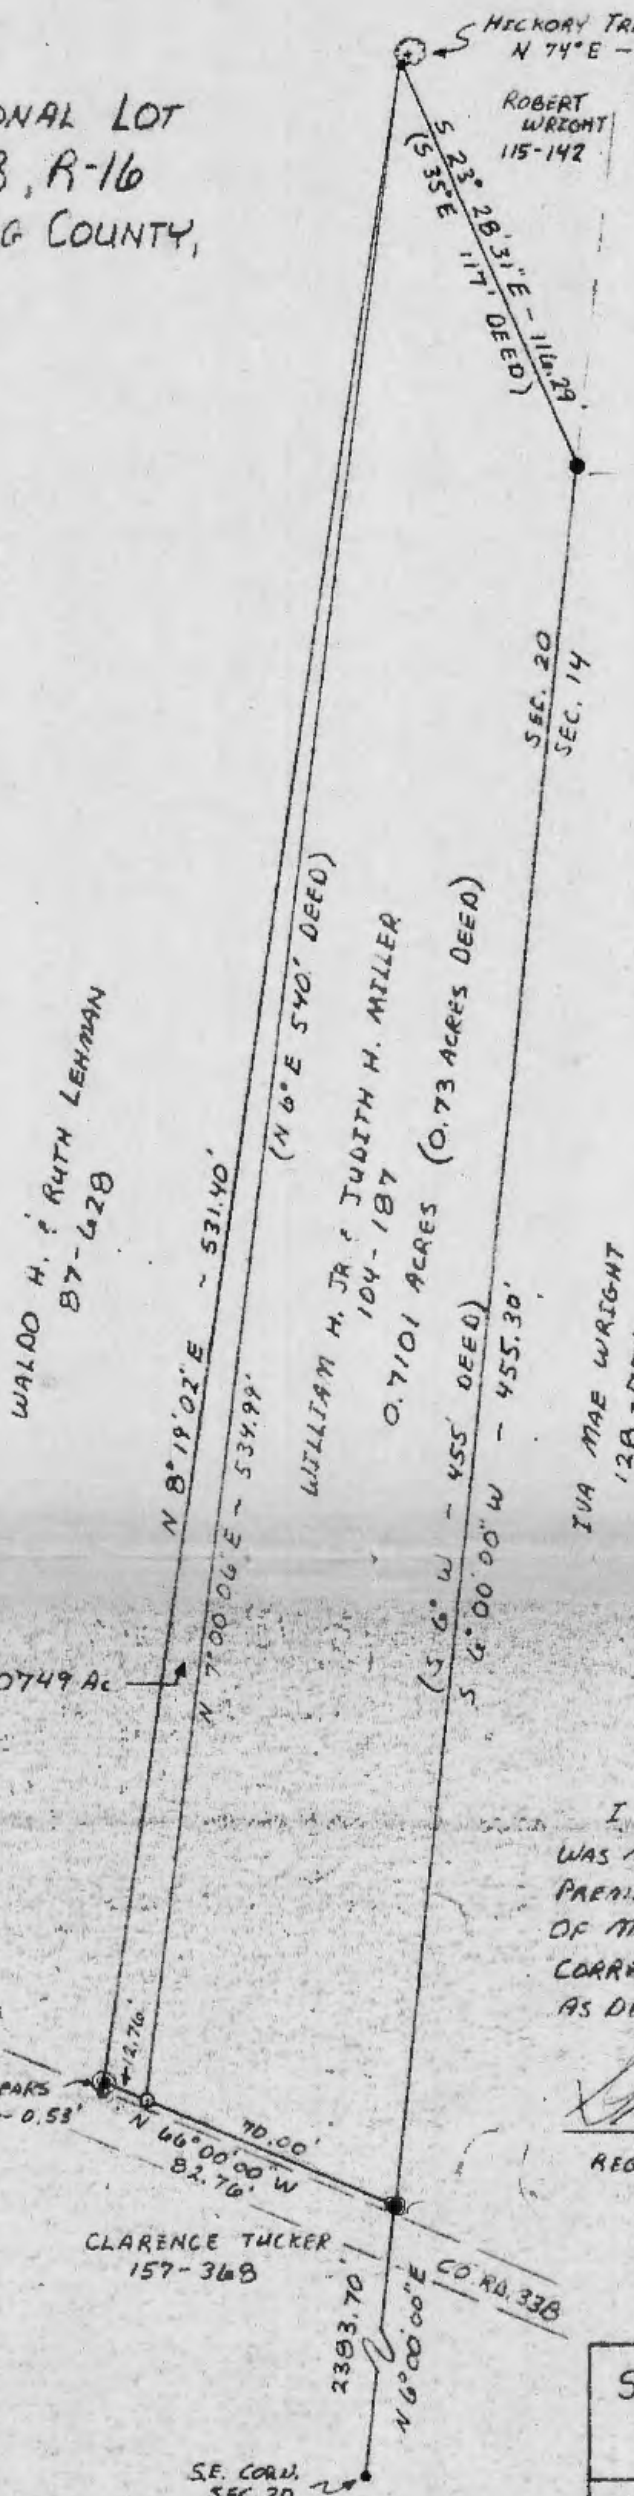 ONAL LOT
, R-16
G COUNTY,
HICKORY
N 74° E -
ROBERT
WRIGHT
115-142
S 23° 28' 31" E - 116.29'
(S 35° E 117' DEED)
SEC. 20
SEC. 14
WALDO H. & RUTH LEHMAN
87-628
N 8° 19' 02" E - 531.40'
(N 6° E 540' DEED)
N 7° 00' 06" E - 534.99'
WILLIAM H. JR. & JUDITH H. MILLER
104-187
0.7101 ACRES (0.73 ACRES DEED)
(S 6° W - 455' DEED)
S 6° 00' 00" W - 455.30'
IVA MAE WRIGHT
0749 Ac
I
WAS
OF
AS
12.76'
- 0.53'
N 66° 00' 00" W
70.00'
82.76'
CLARENCE TUCKER
157-368
CO. RD. 338
2383.70'
N 6° 00' 00" E
S.E. CORN.
SEC. 20
REG
S